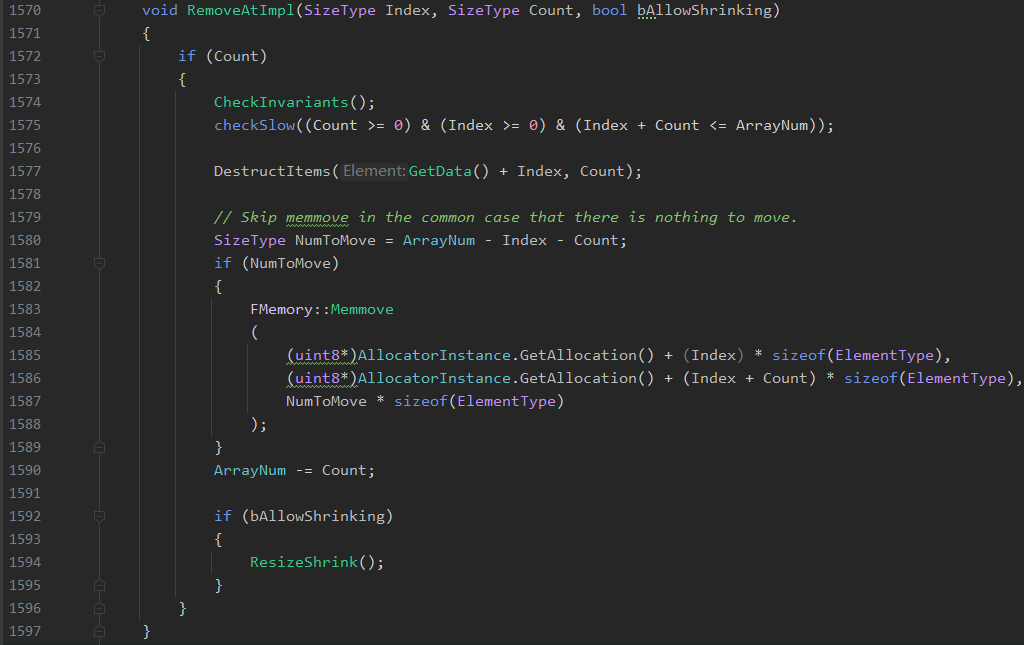 1570 void RemoveAtImpl(SizeType Index, SizeType Count, bool bAllowShrinking)
1571 {
1572 if (Count)
1573 {
1574 CheckInvariants();
1575 checkSlow((Count >= 0) & (Index >= 0) & (Index + Count <= ArrayNum));
1576
1577 DestructItems(Element: GetData() + Index, Count);
1578
1579 // Skip memmove in the common case that there is nothing to move.
1580 SizeType NumToMove = ArrayNum - Index - Count;
1581 if (NumToMove)
1582 {
1583 FMemory::Memmove
1584 (
1585 (uint8*)AllocatorInstance.GetAllocation() + (Index) * sizeof(ElementType),
1586 (uint8*)AllocatorInstance.GetAllocation() + (Index + Count) * sizeof(ElementType),
1587 NumToMove * sizeof(ElementType)
1588 );
1589 }
1590 ArrayNum -= Count;
1591
1592 if (bAllowShrinking)
1593 {
1594 ResizeShrink();
1595 }
1596 }
1597 }